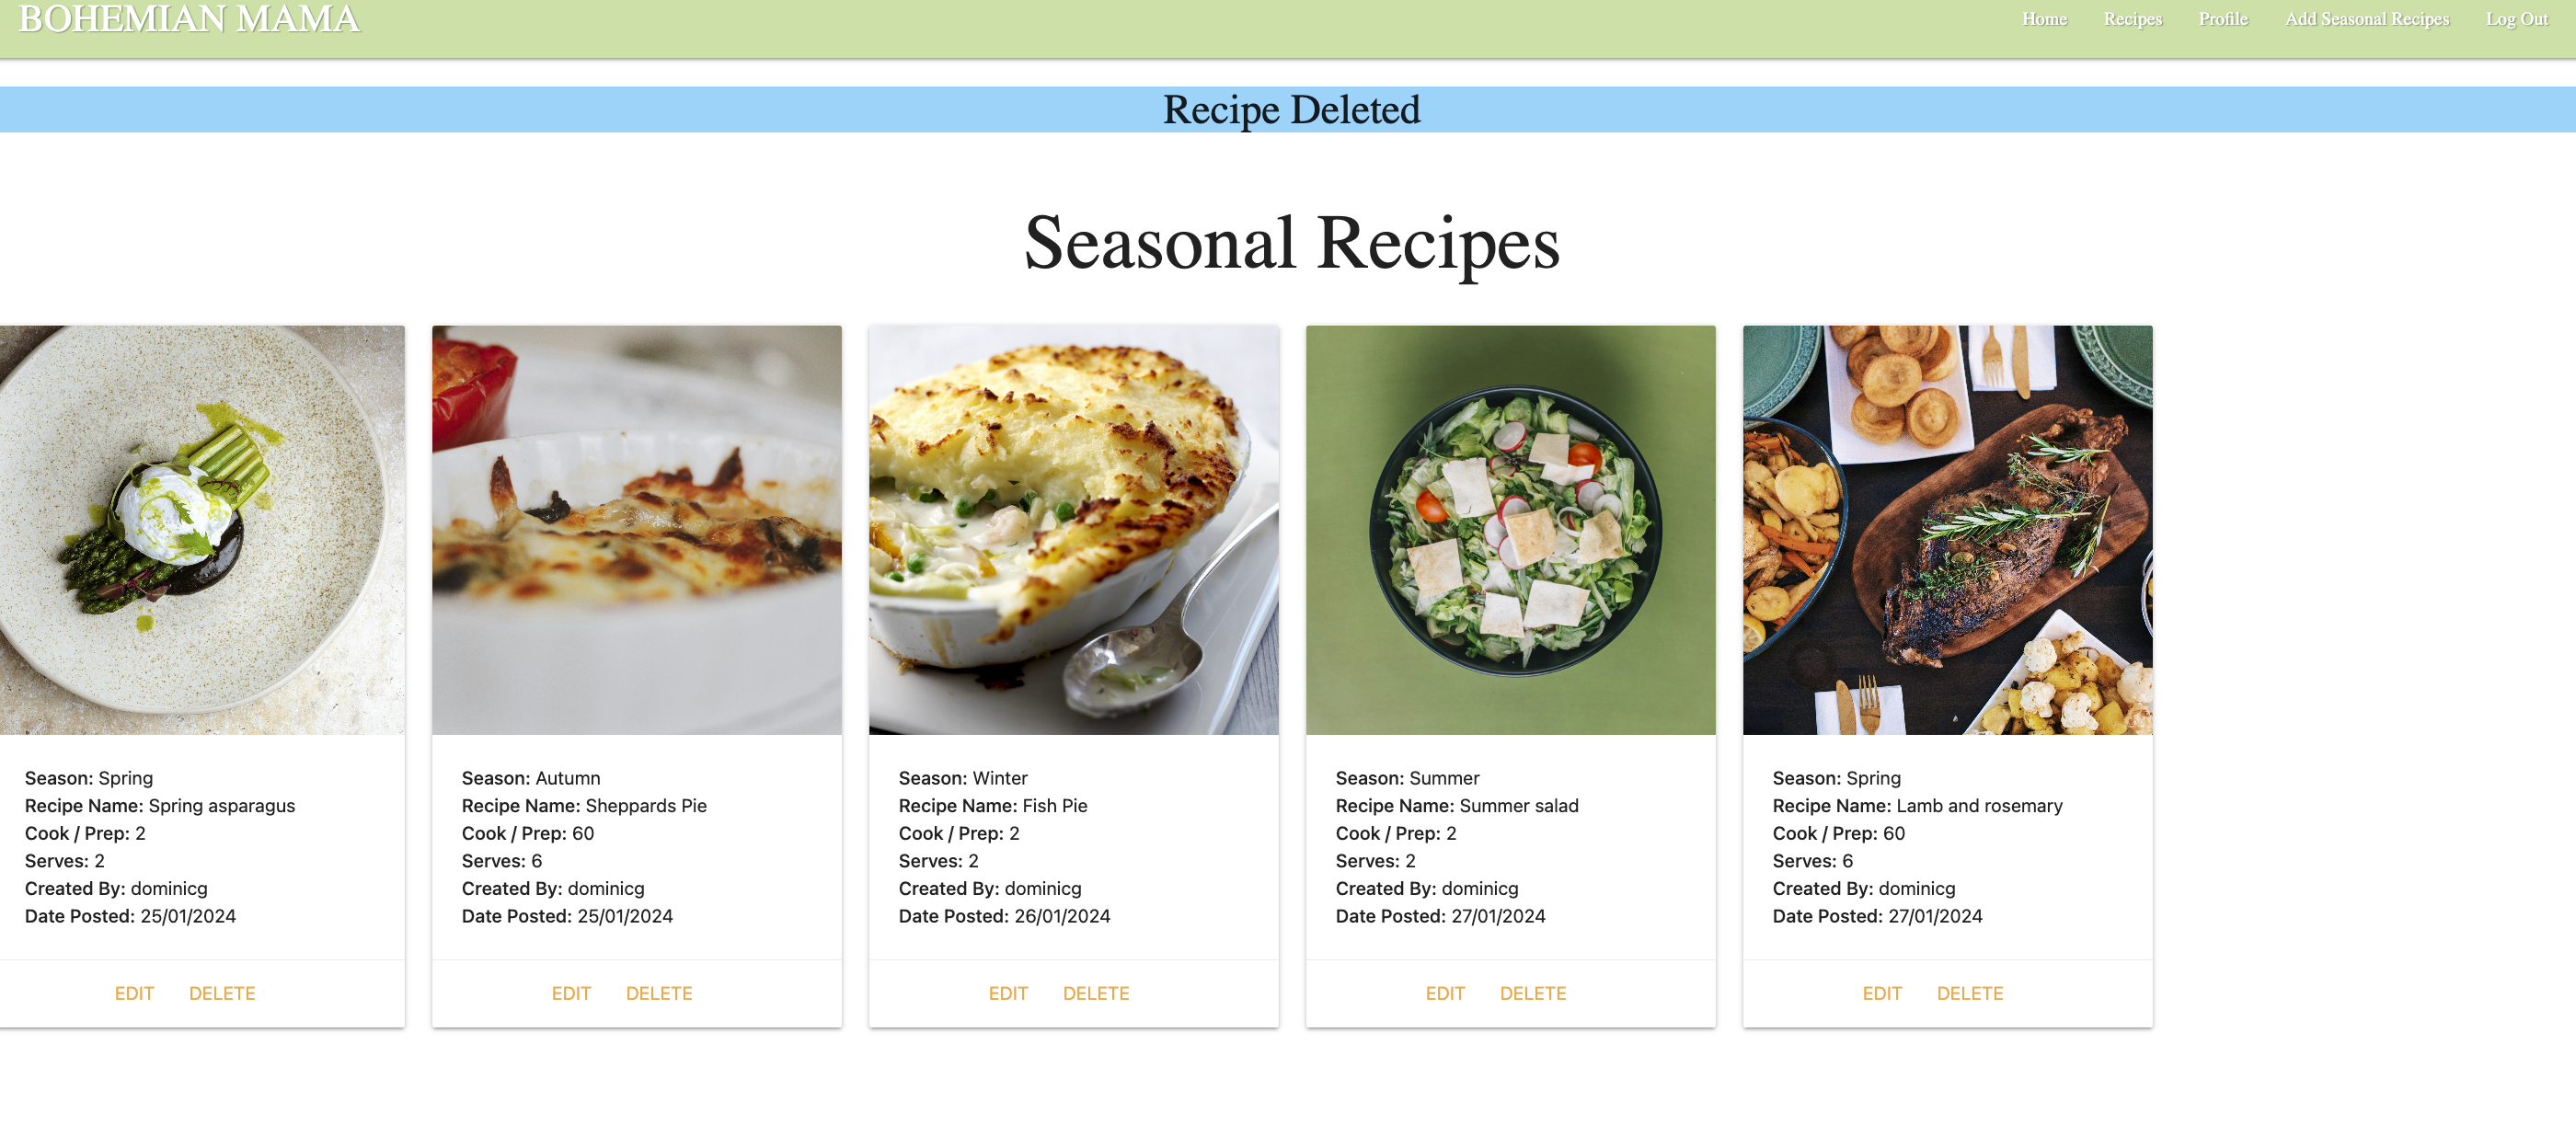 BOHEMIAN MAMA
Home Recipes Profile Add Seasonal Recipes Log Out
Recipe Deleted
Seasonal Recipes
Season: Spring
Recipe Name: Spring asparagus
Cook / Prep: 2
Serves: 2
Created By: dominicg
Date Posted: 25/01/2024
EDIT DELETE
Season: Autumn
Recipe Name: Sheppards Pie
Cook / Prep: 60
Serves: 6
Created By: dominicg
Date Posted: 25/01/2024
EDIT DELETE
Season: Winter
Recipe Name: Fish Pie
Cook / Prep: 2
Serves: 2
Created By: dominicg
Date Posted: 26/01/2024
EDIT DELETE
Season: Summer
Recipe Name: Summer salad
Cook / Prep: 2
Serves: 2
Created By: dominicg
Date Posted: 27/01/2024
EDIT DELETE
Season: Spring
Recipe Name: Lamb and rosemary
Cook / Prep: 60
Serves: 6
Created By: dominicg
Date Posted: 27/01/2024
EDIT DELETE